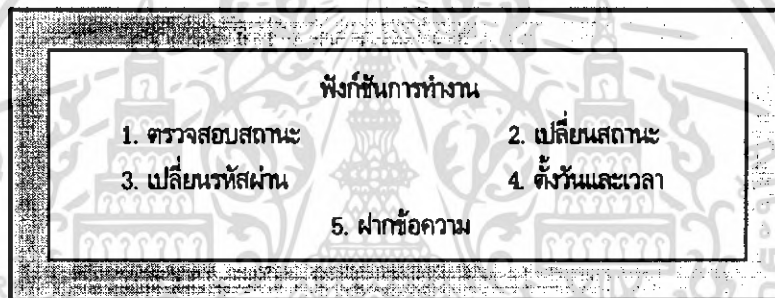 ฟังก์ชันการทำงาน
1. ตรวจสอบสถานะ 2. เปลี่ยนสถานะ
3. เปลี่ยนรหัสผ่าน 4. ตั้งวันและเวลา
5. ฝากข้อความ